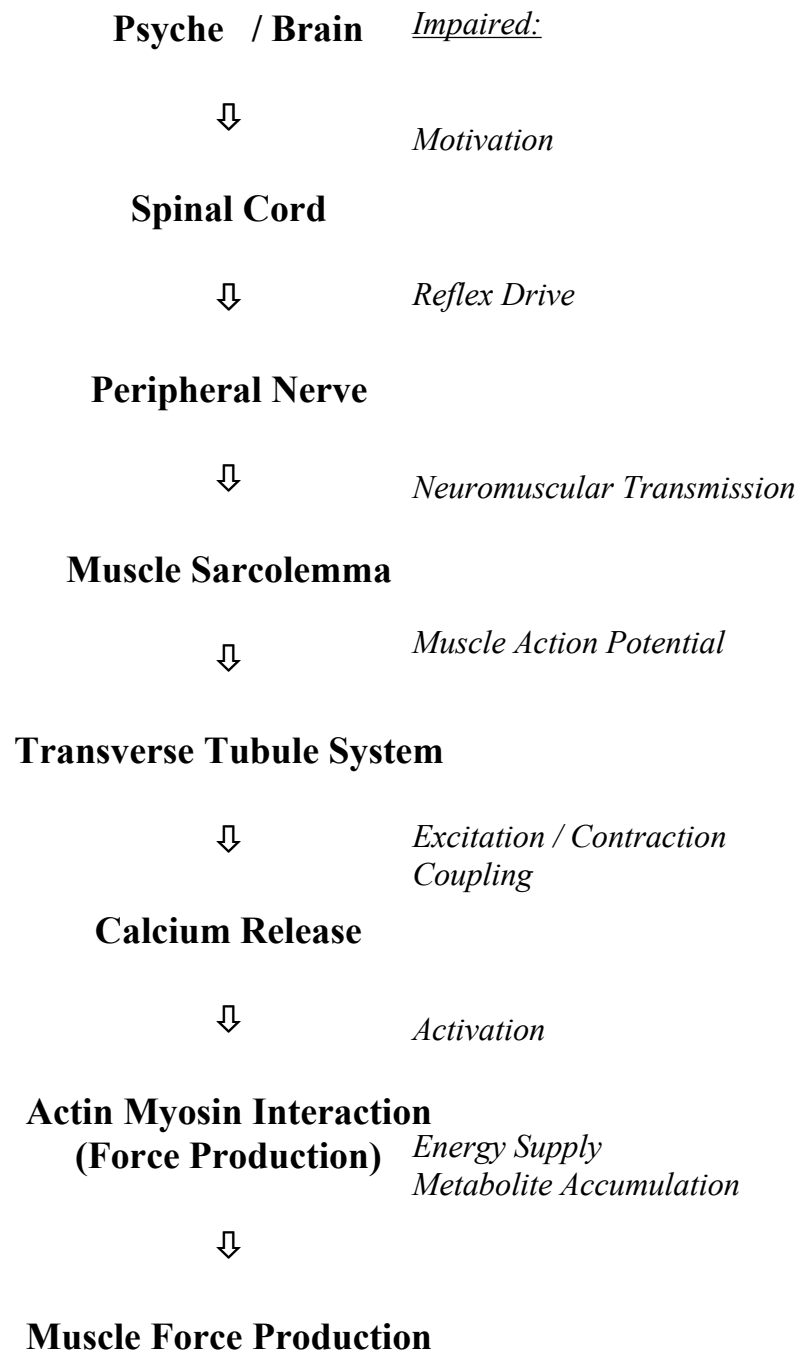 Psyche / Brain
Impaired:
⇩
Motivation
Spinal Cord
⇩
Reflex Drive
Peripheral Nerve
⇩
Neuromuscular Transmission
Muscle Sarcolemma
⇩
Muscle Action Potential
Transverse Tubule System
⇩
Excitation / Contraction
Coupling
Calcium Release
⇩
Activation
Actin Myosin Interaction
(Force Production)
Energy Supply
Metabolite Accumulation
⇩
Muscle Force Production